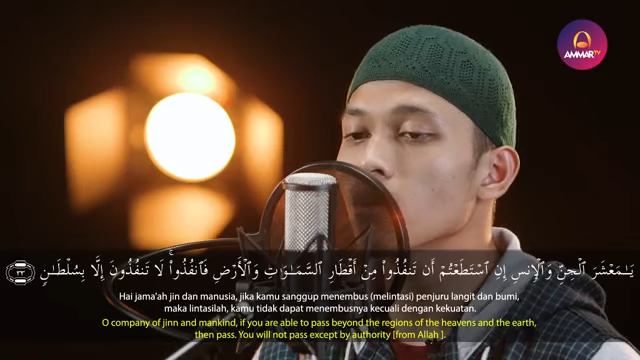 AMMARTV
يَـٰمَعْشَرَ ٱلْجِنِّ وَٱلْإِنسِ إِنِ ٱسْتَطَعْتُمْ أَن تَنفُذُوا۟ مِنْ أَقْطَارِ ٱلسَّمَـٰوَٰتِ وَٱلْأَرْضِ فَٱنفُذُوا۟ ۚ لَا تَنفُذُونَ إِلَّا بِسُلْطَـٰنٍ ٣٣
Hai jama'ah jin dan manusia, jika kamu sanggup menembus (melintasi) penjuru langit dan bumi,
maka lintasilah, kamu tidak dapat menembusnya kecuali dengan kekuatan.
O company of jinn and mankind, if you are able to pass beyond the regions of the heavens and the earth,
then pass. You will not pass except by authority [from Allah ].